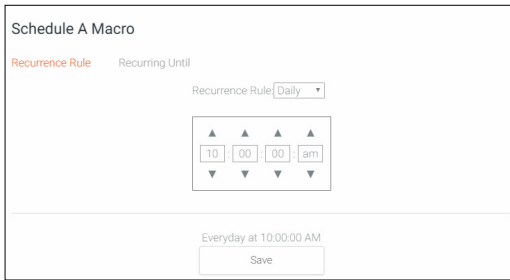 Schedule A Macro
Recurrence Rule Recurring Until
Recurrence Rule: Daily
10 : 00 : 00 : am
Everyday at 10:00:00 AM
Save